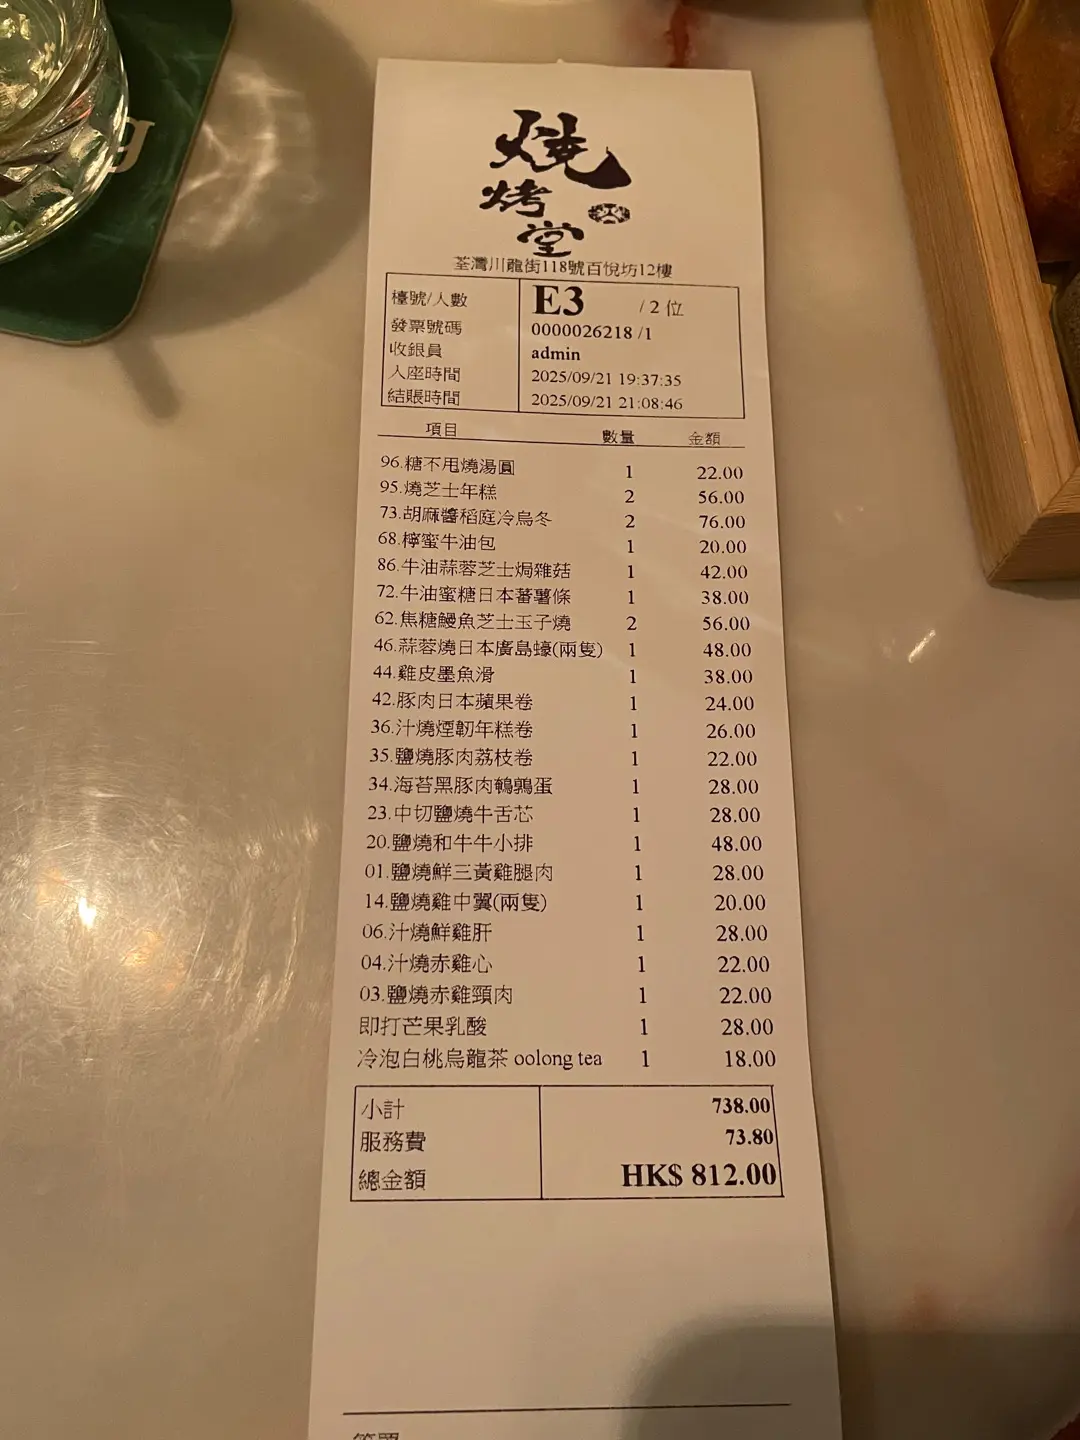 燒
烤
堂
荃灣川龍街118號百悅坊12樓
檯號/人數 E3 / 2 位
發票號碼 0000026218 /1
收銀員 admin
入座時間 2025/09/21 19:37:35
結賬時間 2025/09/21 21:08:46
項目 數量 金額
96.糖不甩燒湯圓 1 22.00
95.燒芝士年糕 2 56.00
73.胡麻醬稻庭冷烏冬 2 76.00
68.檸蜜牛油包 1 20.00
86.牛油蒜蓉芝士焗雜菇 1 42.00
72.牛油蜜糖日本蕃薯條 1 38.00
62.焦糖鰻魚芝士玉子燒 2 56.00
46.蒜蓉燒日本廣島蠔(兩隻) 1 48.00
44.雞皮墨魚滑 1 38.00
42.豚肉日本蘋果卷 1 24.00
36.汁燒煙韌年糕卷 1 26.00
35.鹽燒豚肉荔枝卷 1 22.00
34.海苔黑豚肉鵪鶉蛋 1 28.00
23.中切鹽燒牛舌芯 1 28.00
20.鹽燒和牛牛小排 1 48.00
01.鹽燒鮮三黃雞腿肉 1 28.00
14.鹽燒雞中翼(兩隻) 1 20.00
06.汁燒鮮雞肝 1 28.00
04.汁燒赤雞心 1 22.00
03.鹽燒赤雞頸肉 1 22.00
即打芒果乳酸 1 28.00
冷泡白桃烏龍茶 oolong tea 1 18.00
小計 738.00
服務費 73.80
總金額 HK$ 812.00